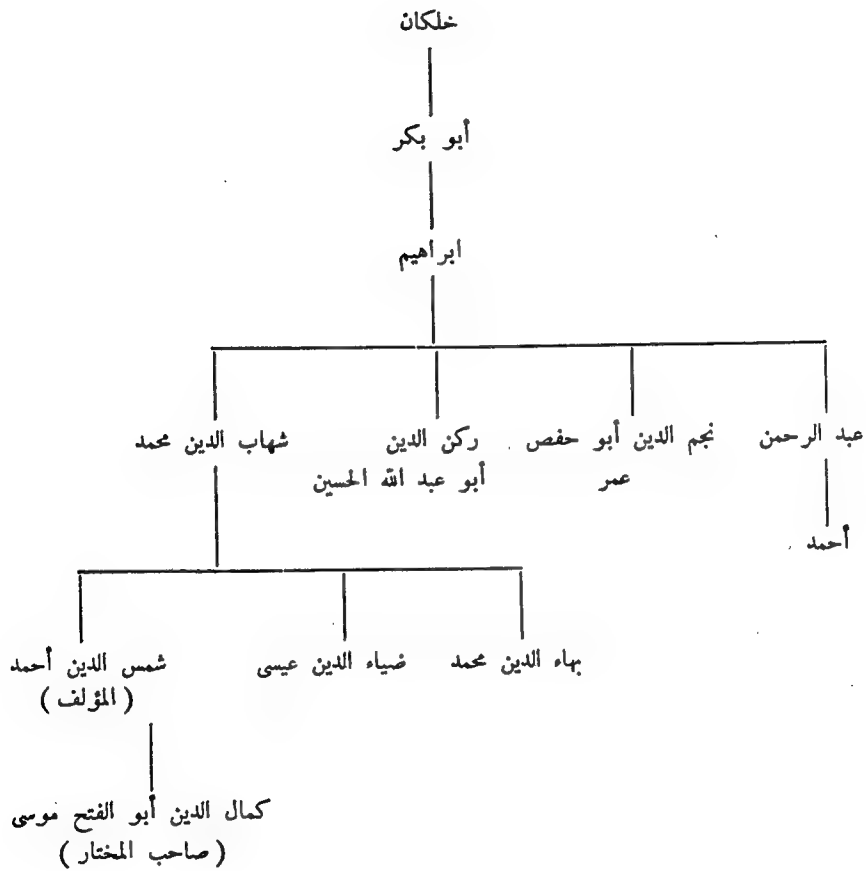 خلكان
أبو بكر
ابراهيم
عبد الرحمن
نجم الدين أبو حفص
عمر
ركن الدين
أبو عبد الله الحسين
شهاب الدين محمد
أحمد
بهاء الدين محمد
ضياء الدين عيسى
شمس الدين أحمد
( المؤلف )
كمال الدين أبو الفتح موسى
( صاحب المختار )